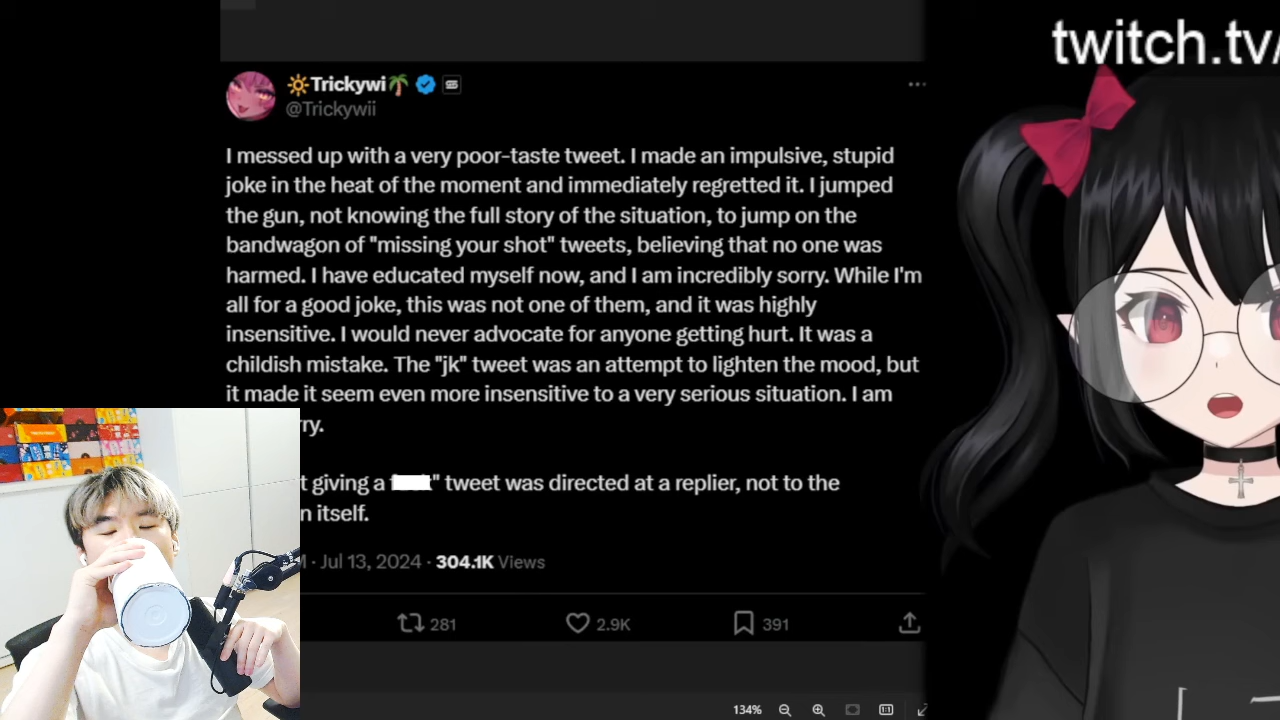 twitch.tv/
Trickywi
@Trickywii
I messed up with a very poor-taste tweet. I made an impulsive, stupid
joke in the heat of the moment and immediately regretted it. I jumped
the gun, not knowing the full story of the situation, to jump on the
bandwagon of "missing your shot" tweets, believing that no one was
harmed. I have educated myself now, and I am incredibly sorry. While I'm
all for a good joke, this was not one of them, and it was highly
insensitive. I would never advocate for anyone getting hurt. It was a
childish mistake. The "jk" tweet was an attempt to lighten the mood, but
it made it seem even more insensitive to a very serious situation. I am
rry.
t giving a f" tweet was directed at a replier, not to the
n itself.
M · Jul 13, 2024 · 304.1K Views
281 2.9K 391
134%